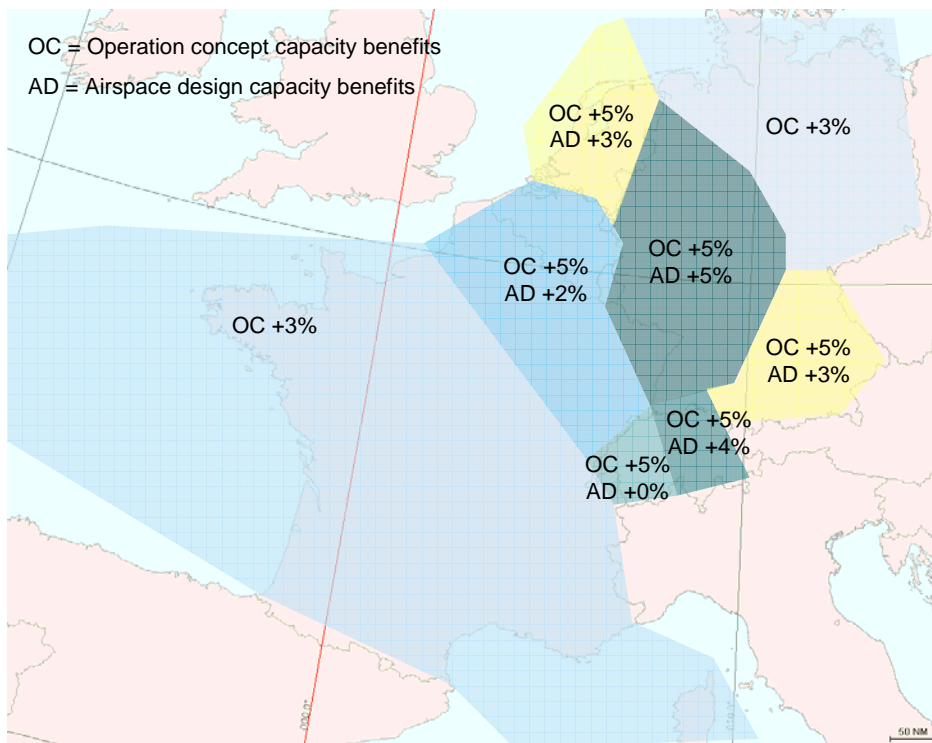 OC = Operation concept capacity benefits
AD = Airspace design capacity benefits
OC +5%
AD +3%
OC +3%
OC +5%
AD +5%
OC +5%
AD +2%
OC +3%
OC +5%
AD +3%
OC +5%
AD +4%
OC +5%
AD +0%
000.0°
50 NM